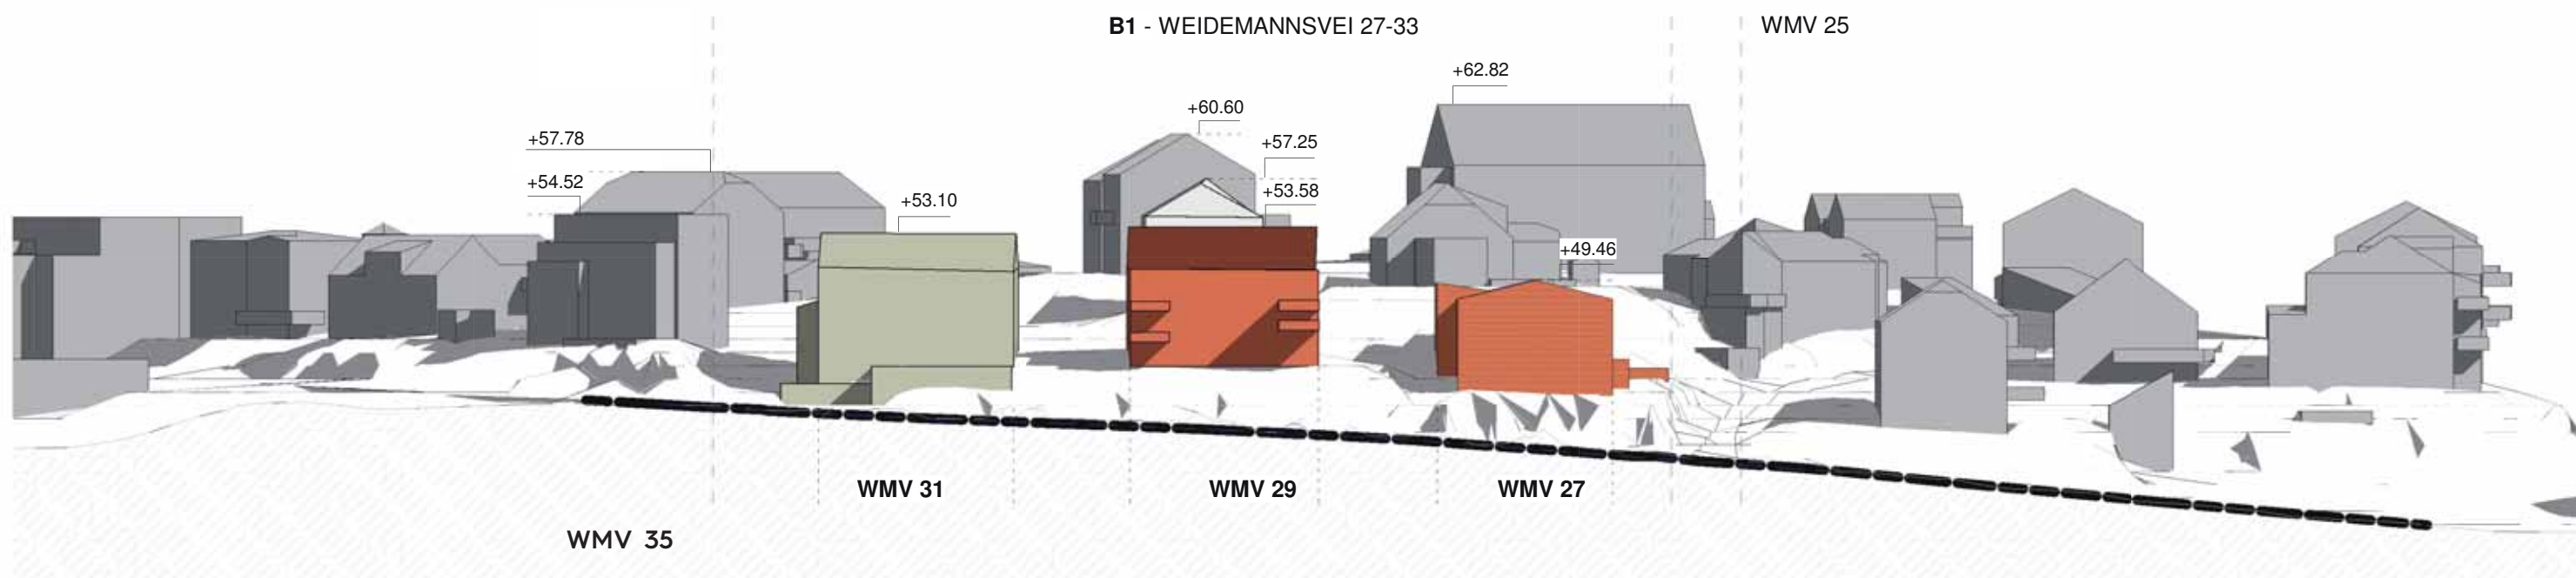 B1 - WEIDEMANNSVEI 27-33
WMV 25
+62.82
+60.60
+57.78
+57.25
+54.52
+53.58
+53.10
+49.46
WMV 31
WMV 29
WMV 27
WMV 35